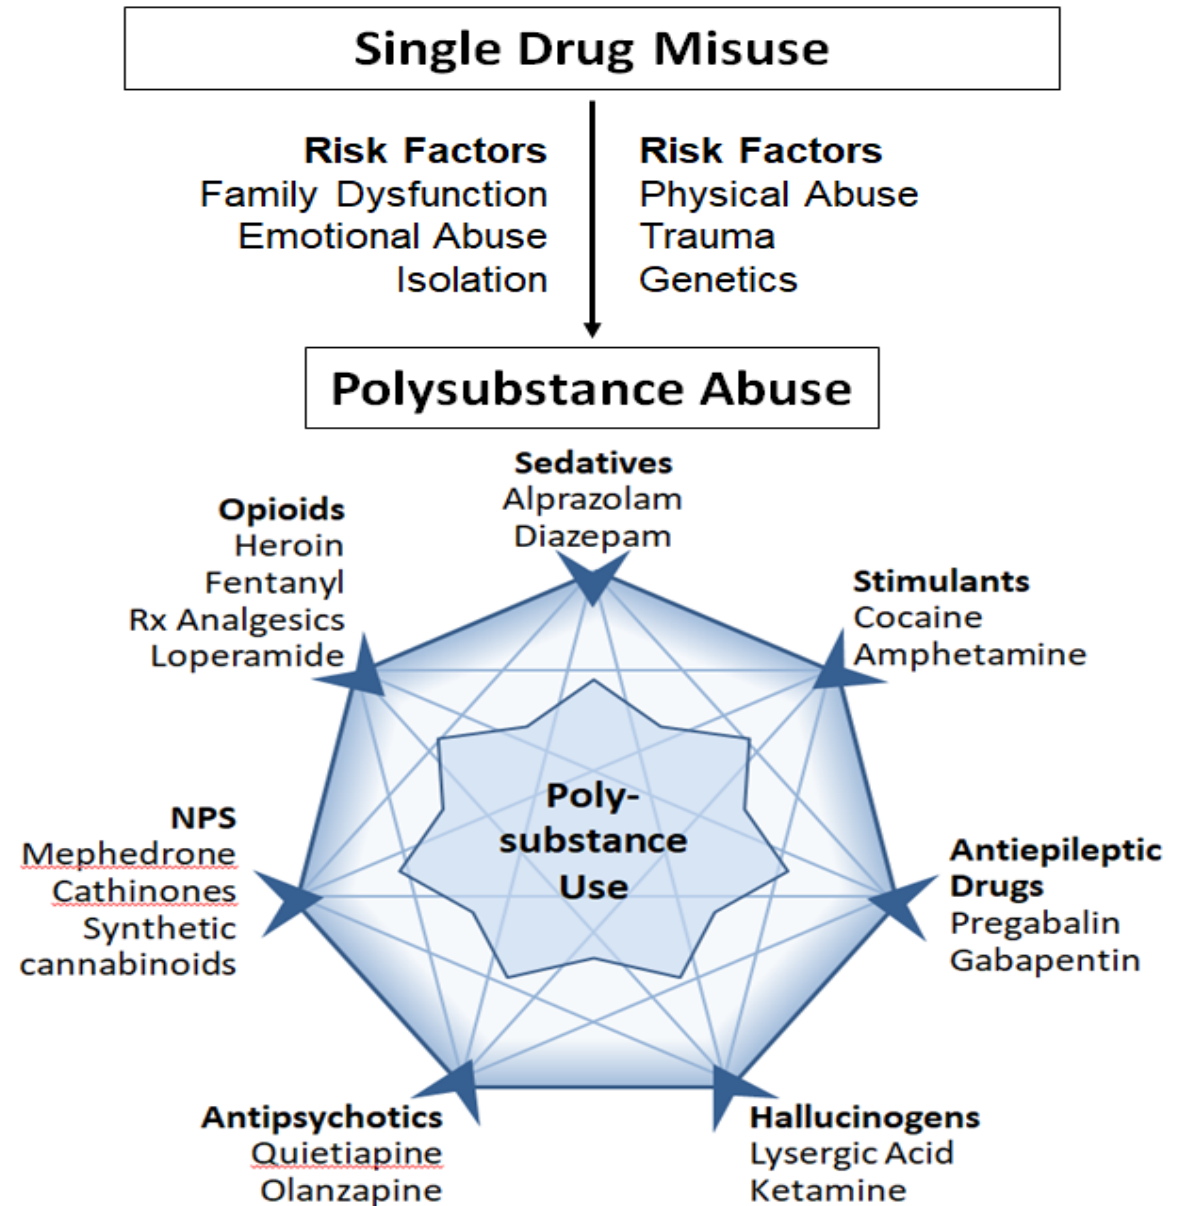 Single Drug Misuse
Risk Factors
Family Dysfunction
Emotional Abuse
Isolation
Risk Factors
Physical Abuse
Trauma
Genetics
Polysubstance Abuse
Sedatives
Alprazolam
Diazepam
Opioids
Heroin
Fentanyl
Rx Analgesics
Loperamide
Stimulants
Cocaine
Amphetamine
Poly-
substance
Use
NPS
Mephedrone
Cathinones
Synthetic
cannabinoids
Antiepileptic
Drugs
Pregabalin
Gabapentin
Antipsychotics
Quietiapine
Olanzapine
Hallucinogens
Lysergic Acid
Ketamine